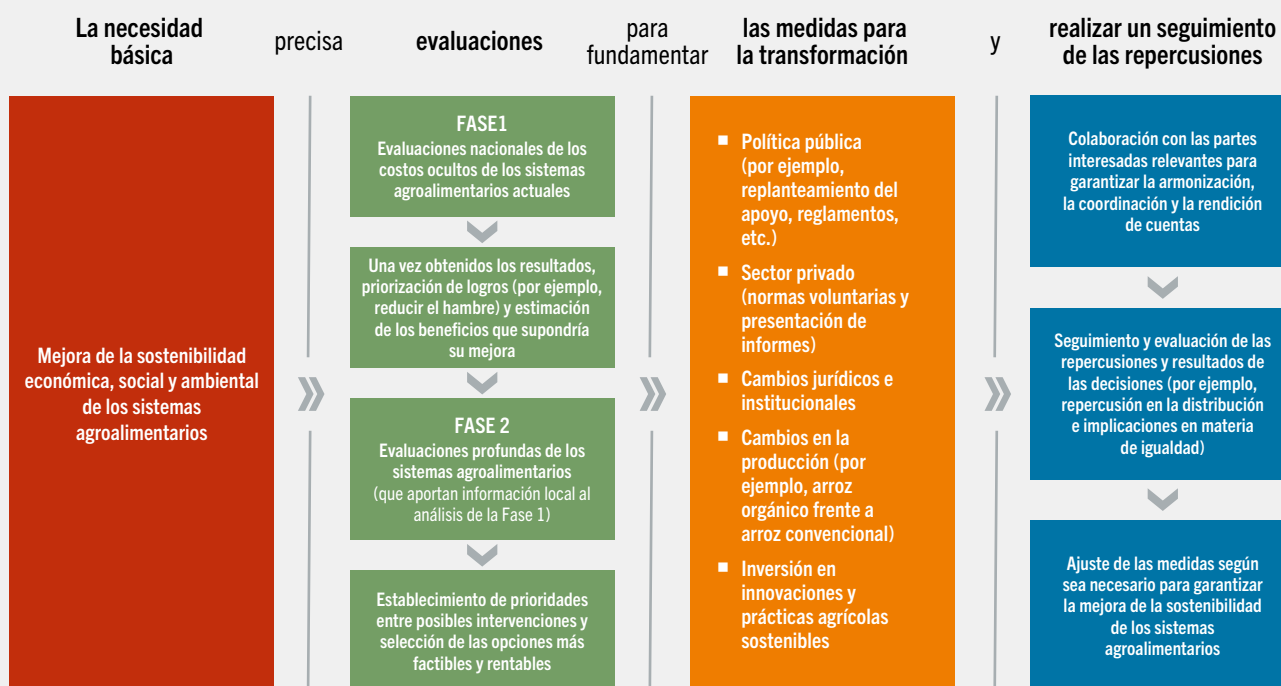 La necesidad
básica
precisa
evaluaciones
para
fundamentar
las medidas para
la transformación
y
realizar un seguimiento
de las repercusiones
Mejora de la sostenibilidad
económica, social y ambiental
de los sistemas
agroalimentarios
FASE1
Evaluaciones nacionales de los
costos ocultos de los sistemas
agroalimentarios actuales
Una vez obtenidos los resultados,
priorización de logros (por ejemplo,
reducir el hambre) y estimación
de los beneficios que supondría
su mejora
FASE 2
Evaluaciones profundas de los
sistemas agroalimentarios
(que aportan información local al
análisis de la Fase 1)
Establecimiento de prioridades
entre posibles intervenciones y
selección de las opciones más
factibles y rentables
■ Política pública
(por ejemplo,
replanteamiento del
apoyo, reglamentos,
etc.)
■ Sector privado
(normas voluntarias y
presentación de
informes)
■ Cambios jurídicos e
institucionales
■ Cambios en la
producción (por
ejemplo, arroz
orgánico frente a
arroz convencional)
■ Inversión en
innovaciones y
prácticas agrícolas
sostenibles
Colaboración con las partes
interesadas relevantes para
garantizar la armonización,
la coordinación y la rendición
de cuentas
Seguimiento y evaluación de las
repercusiones y resultados de
las decisiones (por ejemplo,
repercusión en la distribución
e implicaciones en materia
de igualdad)
Ajuste de las medidas según
sea necesario para garantizar
la mejora de la sostenibilidad
de los sistemas
agroalimentarios